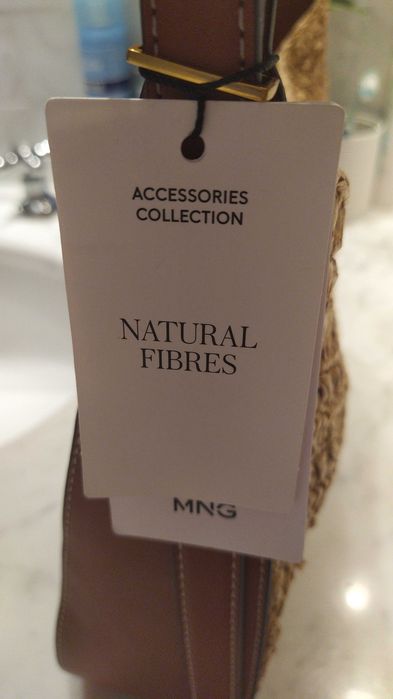 ACCESSORIES
COLLECTION
NATURAL
FIBRES
MNG